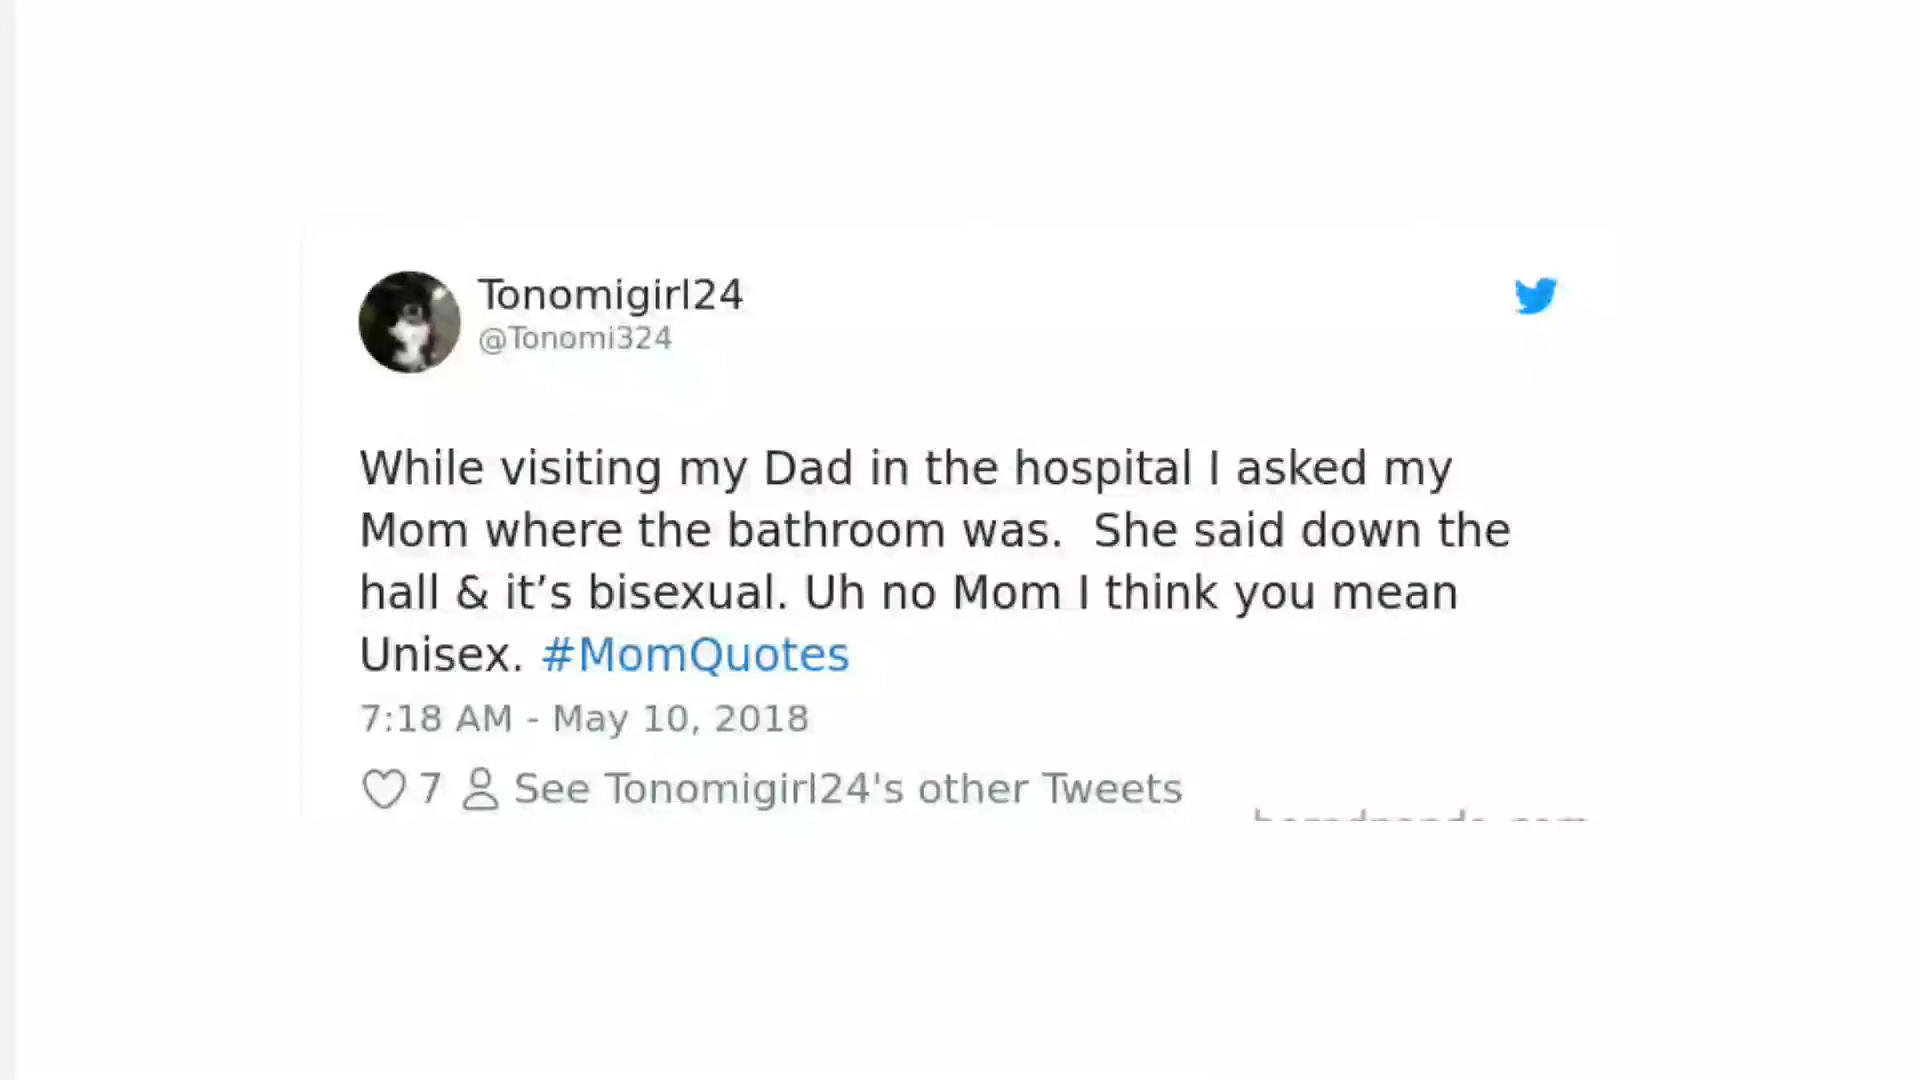 Tonomigirl24
@Tonomi324
While visiting my Dad in the hospital I asked my
Mom where the bathroom was.  She said down the
hall & it’s bisexual. Uh no Mom I think you mean
Unisex. #MomQuotes
7:18 AM - May 10, 2018
7 See Tonomigirl24's other Tweets